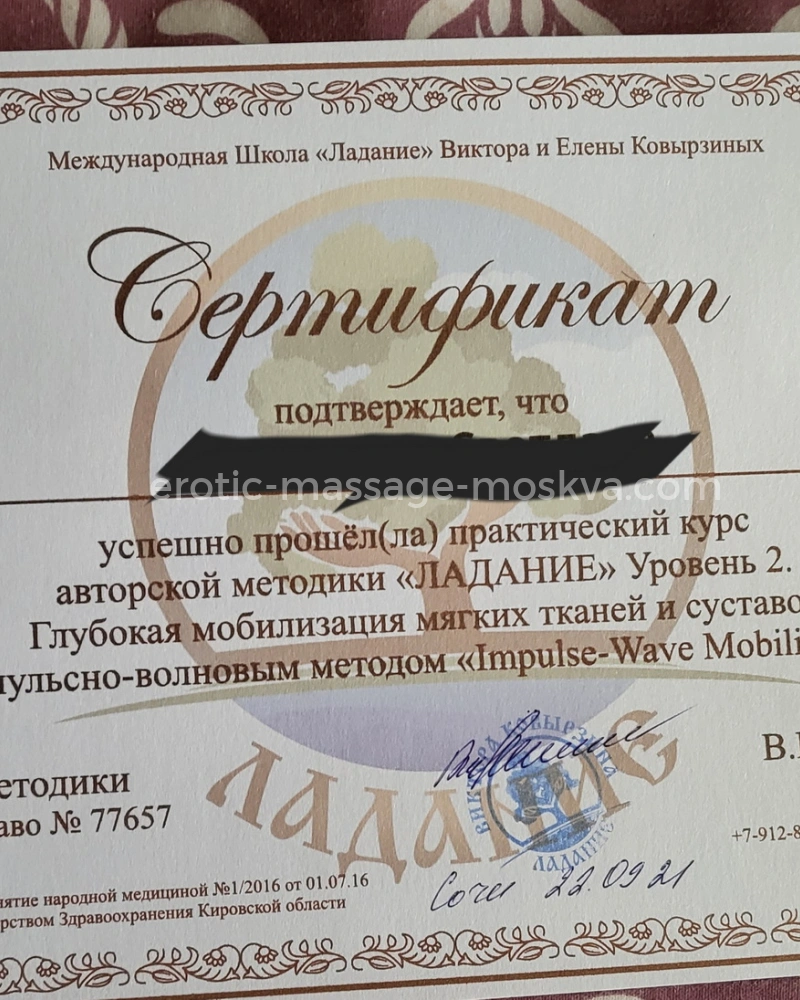 Международная Школа «Ладание» Виктора и Елены Ковырзиных
Сертификат
подтверждает, что
erotic-massage-moskva.com
успешно прошёл(ла) практический курс
авторской методики «ЛАДАНИЕ» Уровень 2.
Глубокая мобилизация мягких тканей и суставо
пульсно-волновым методом «Impulse-Wave Mobili
ВИКТОРА КОВЫРЗИНА
ЛАДАНИЕ
В.
етодики
аво № 77657
+7-912-8
ЛАДАНИЕ
Сочи 22.09.21
нятие народной медициной №1/2016 от 01.07.16
рством Здравоохранения Кировской области